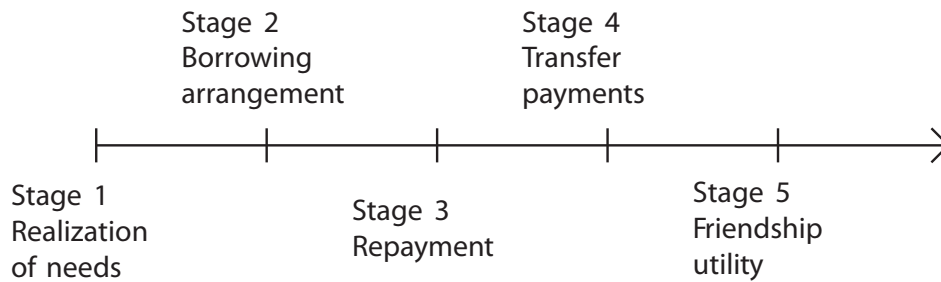 Stage 1
Realization
of needs
Stage 2
Borrowing
arrangement
Stage 3
Repayment
Stage 4
Transfer
payments
Stage 5
Friendship
utility